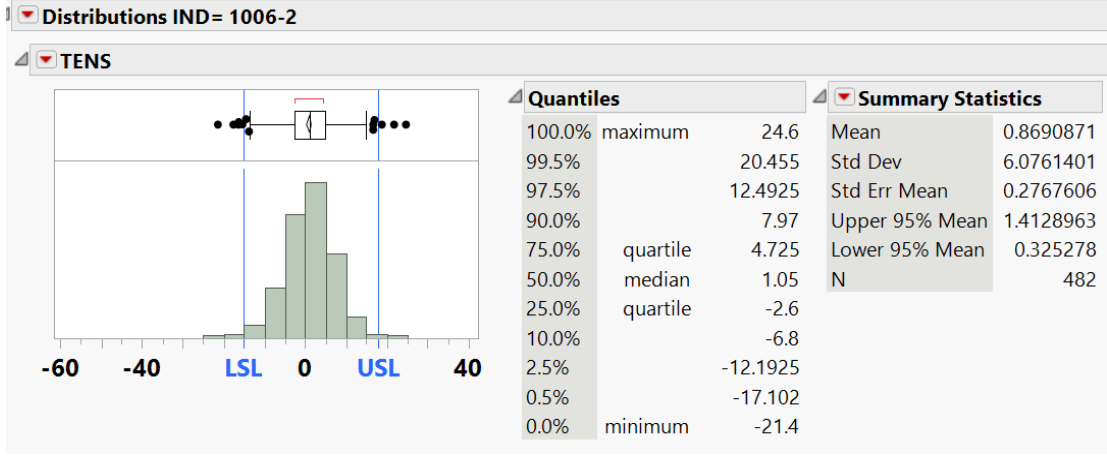 Distributions IND= 1006-2
TENS
-60 -40 LSL 0 USL 40
Quantiles
100.0% maximum 24.6
99.5% 20.455
97.5% 12.4925
90.0% 7.97
75.0% quartile 4.725
50.0% median 1.05
25.0% quartile -2.6
10.0% -6.8
2.5% -12.1925
0.5% -17.102
0.0% minimum -21.4
Summary Statistics
Mean 0.8690871
Std Dev 6.0761401
Std Err Mean 0.2767606
Upper 95% Mean 1.4128963
Lower 95% Mean 0.325278
N 482